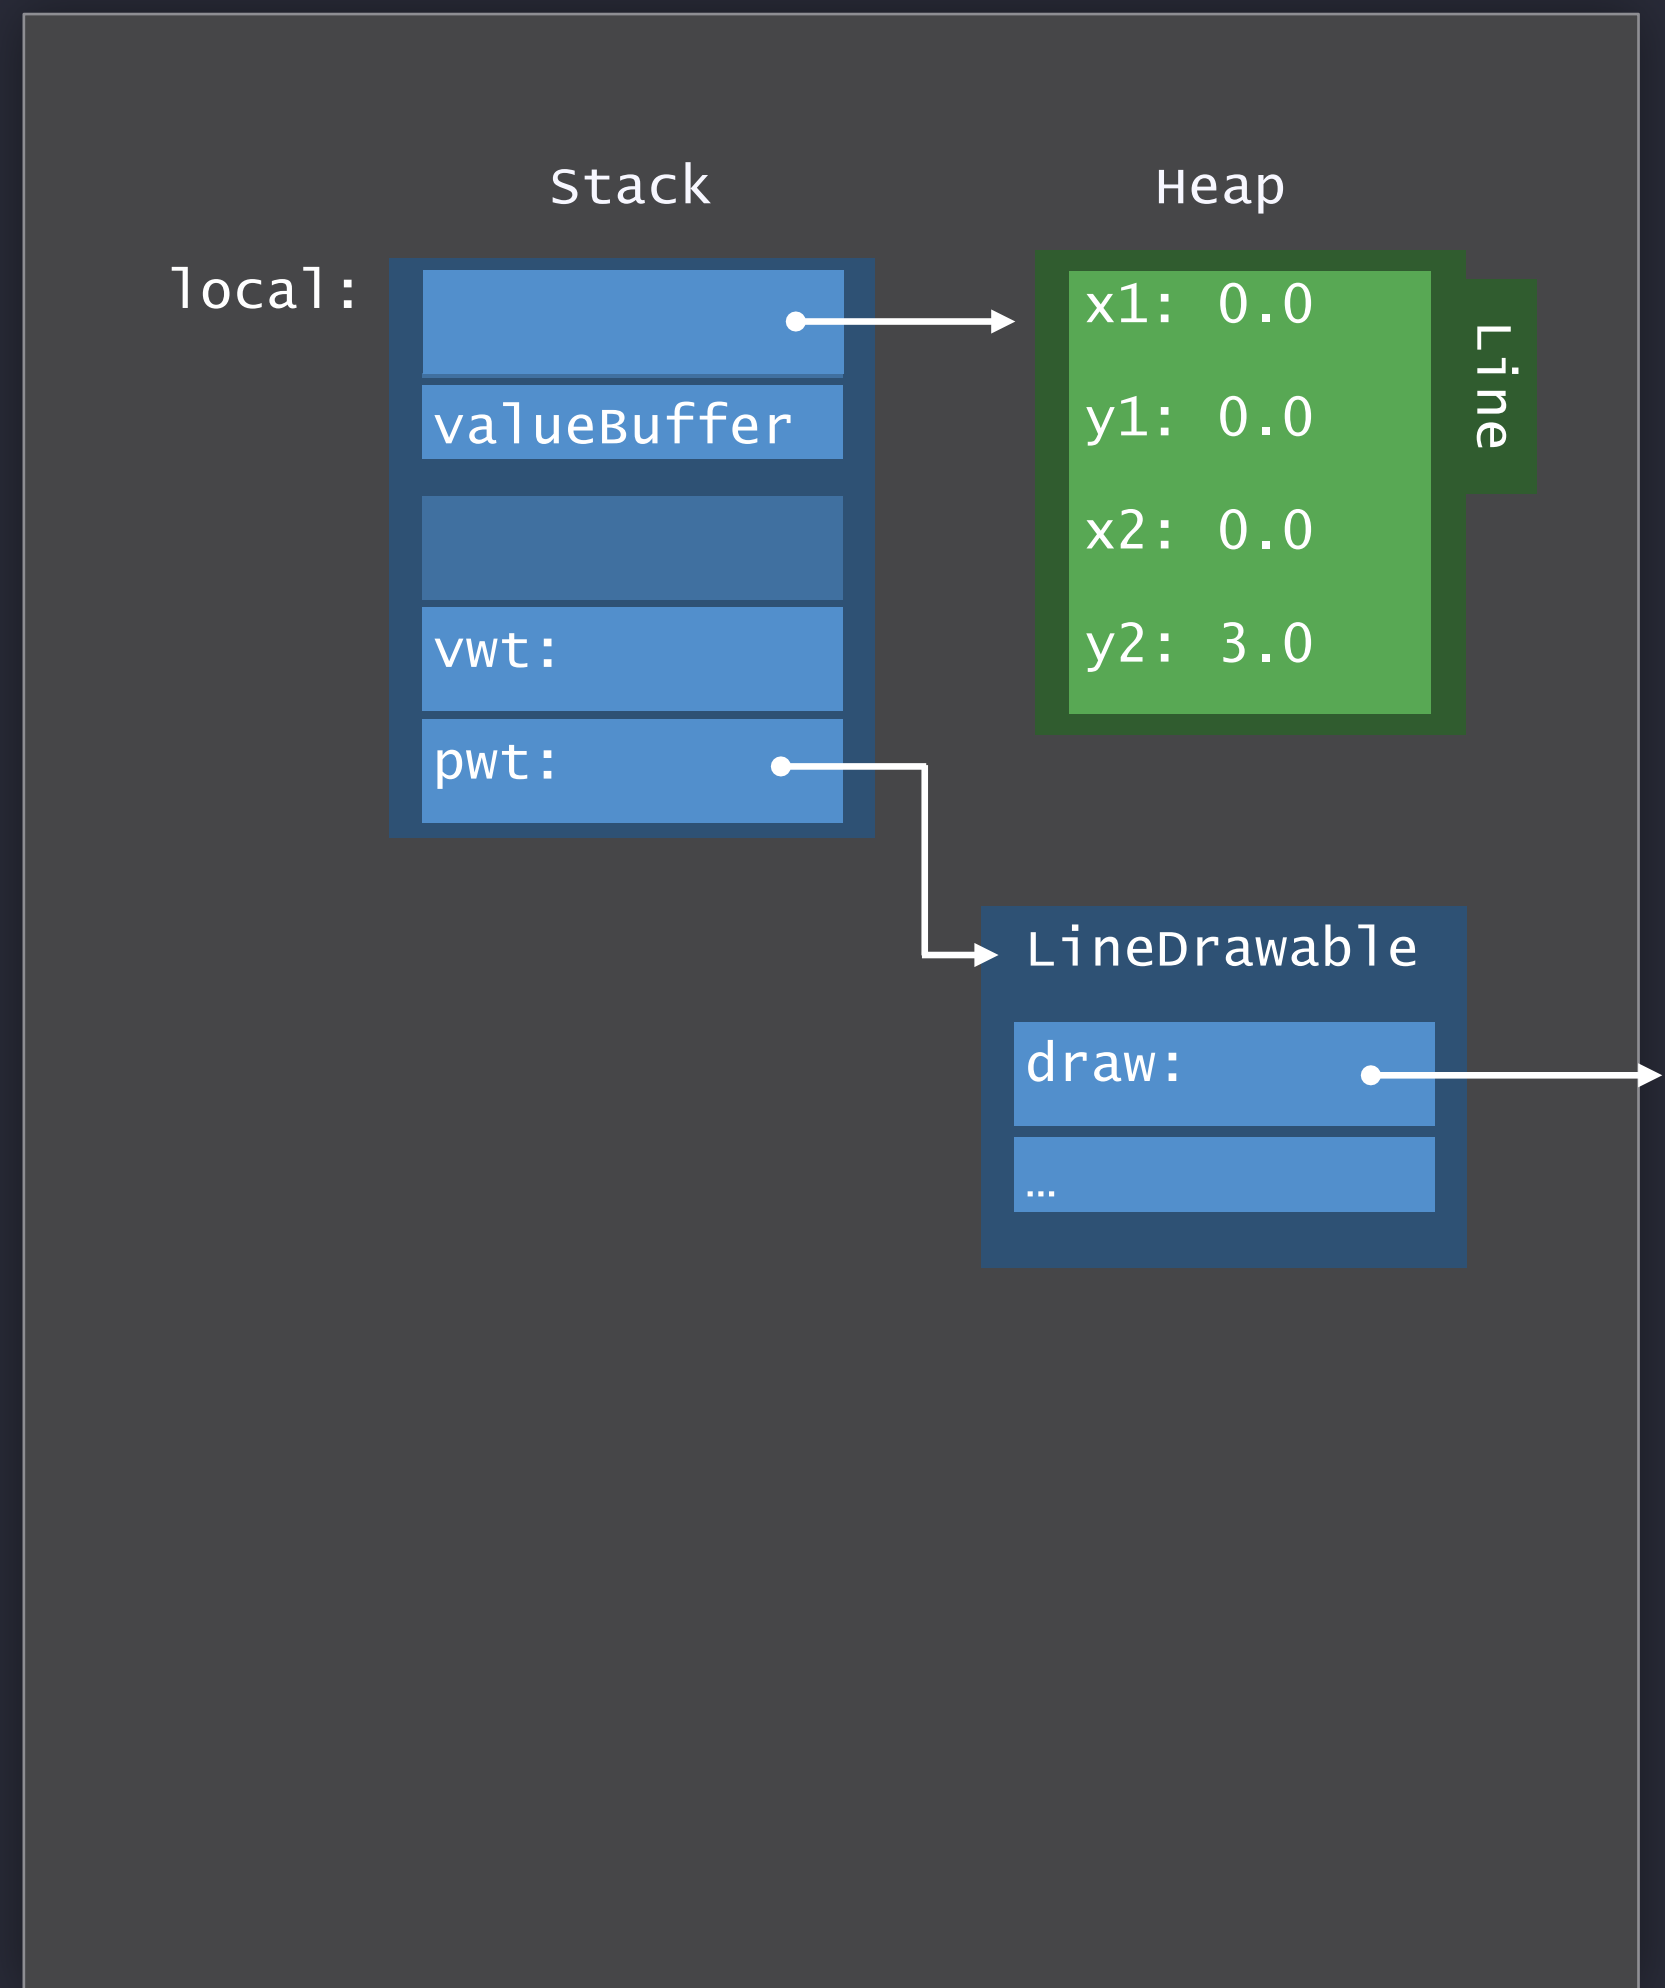 Stack
Heap
local:
valueBuffer
vwt:
pwt:
x1: 0.0
y1: 0.0
x2: 0.0
y2: 3.0
Line
LineDrawable
draw:
…